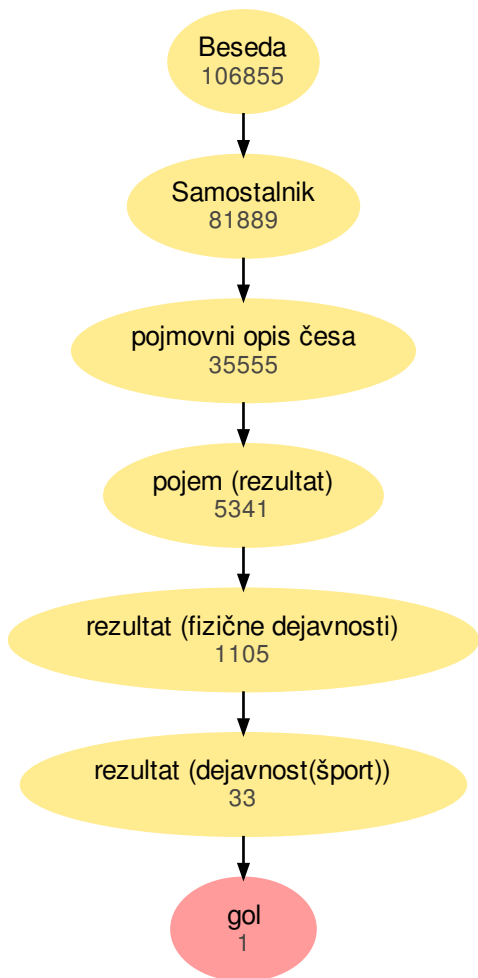 Beseda
106855
Samostalnik
81889
pojmovni opis česa
35555
pojem (rezultat)
5341
rezultat (fizične dejavnosti)
1105
rezultat (dejavnost(šport))
33
gol
1